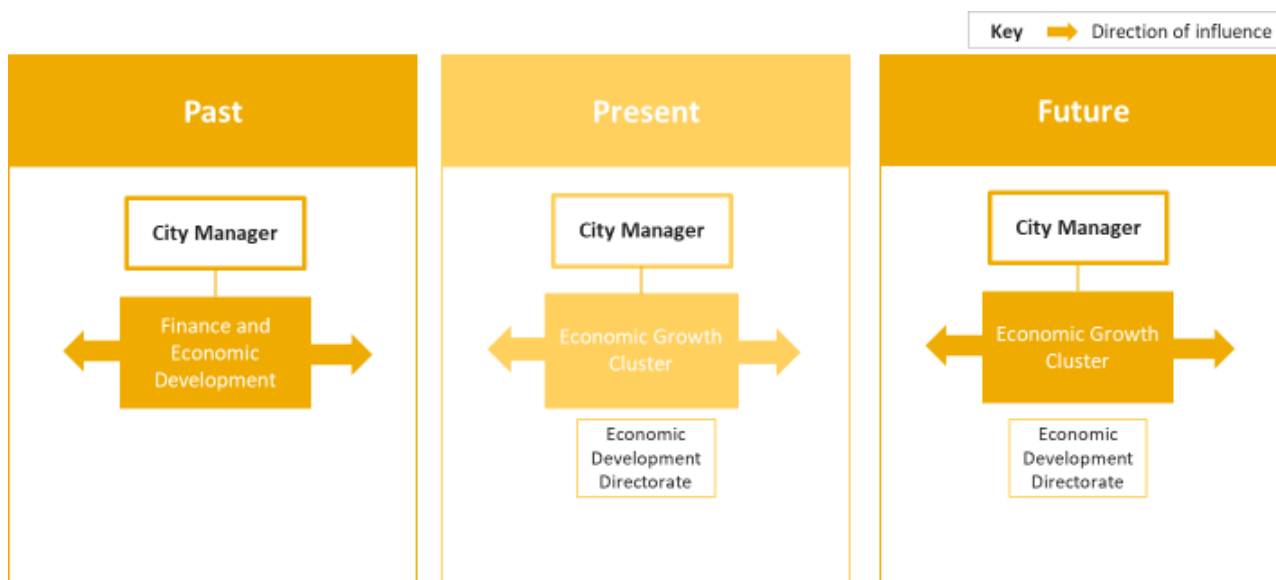 Key Direction of influence
Past
City Manager
Finance and
Economic
Development
Present
City Manager
Economic Growth
Cluster
Economic
Development
Directorate
Future
City Manager
Economic Growth
Cluster
Economic
Development
Directorate